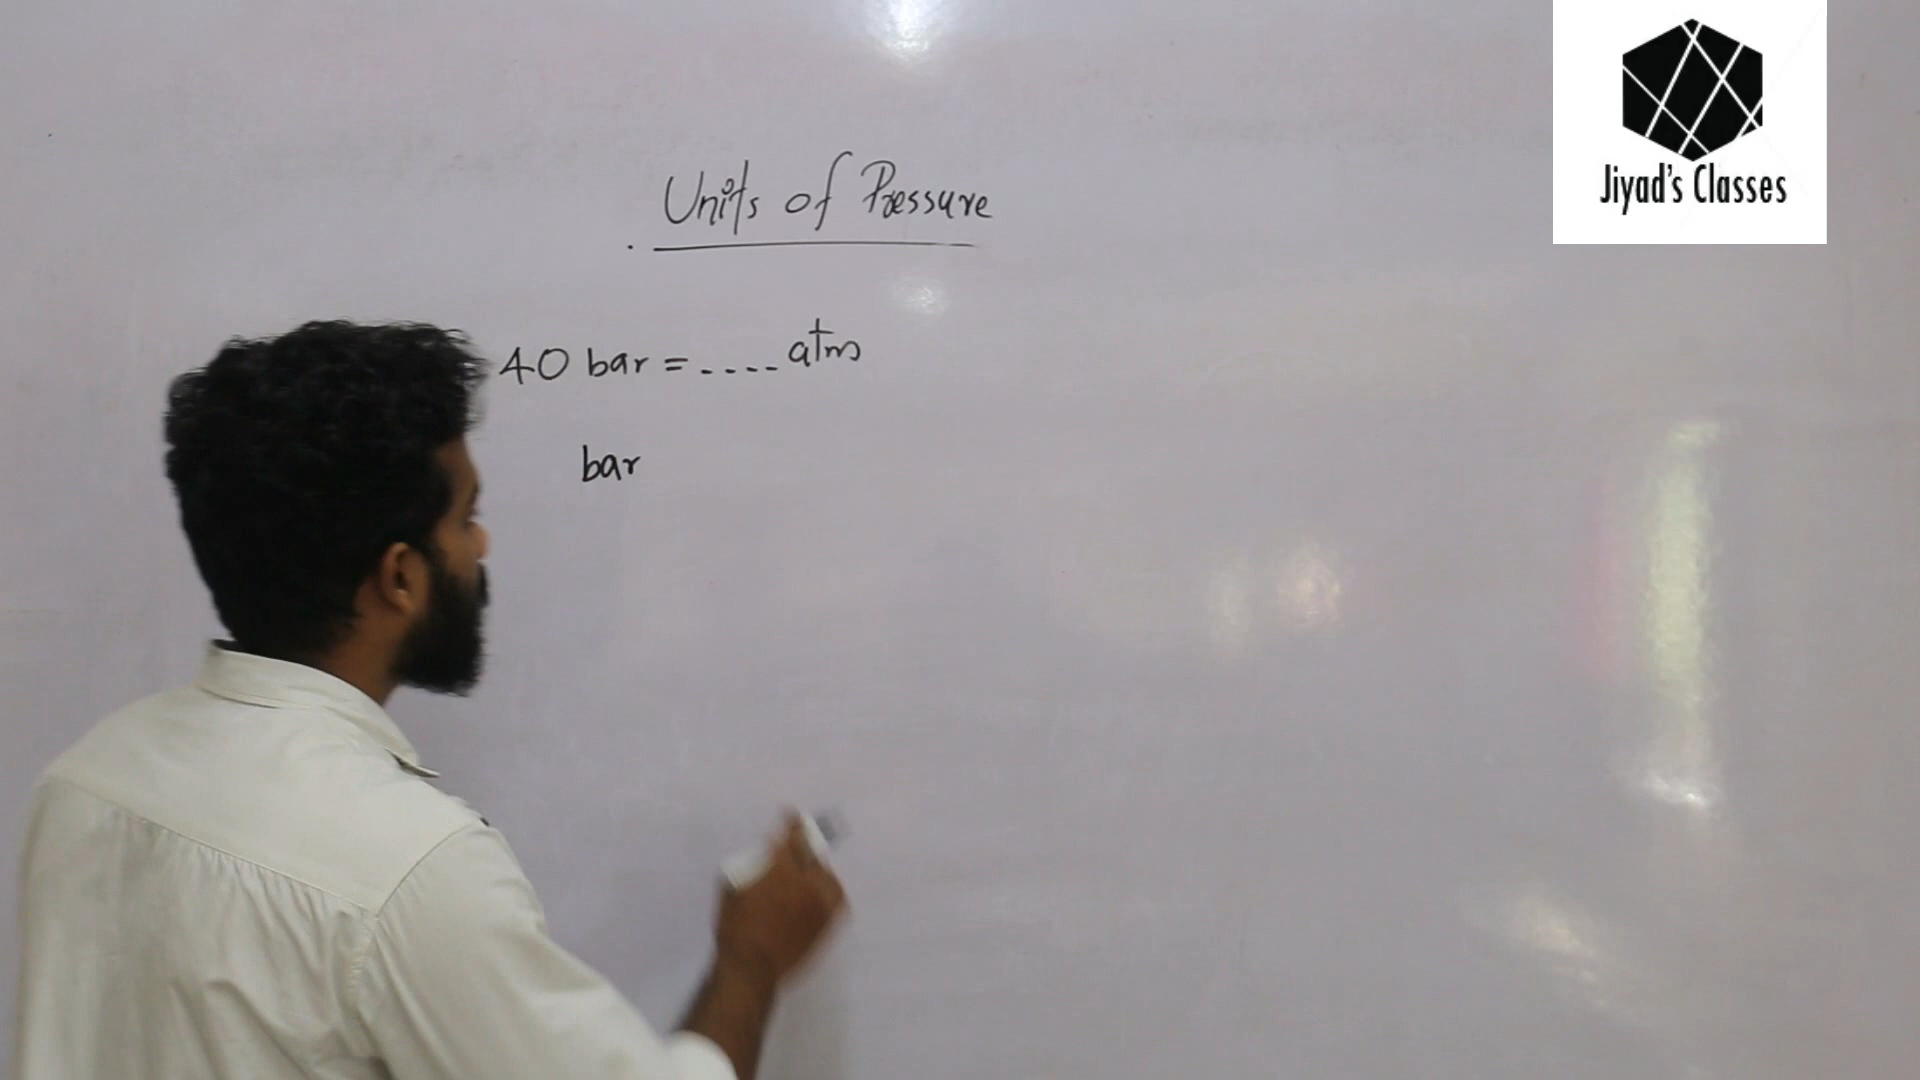 Units of Pressure
40 bar = .... atm
bar
Jiyad's Classes